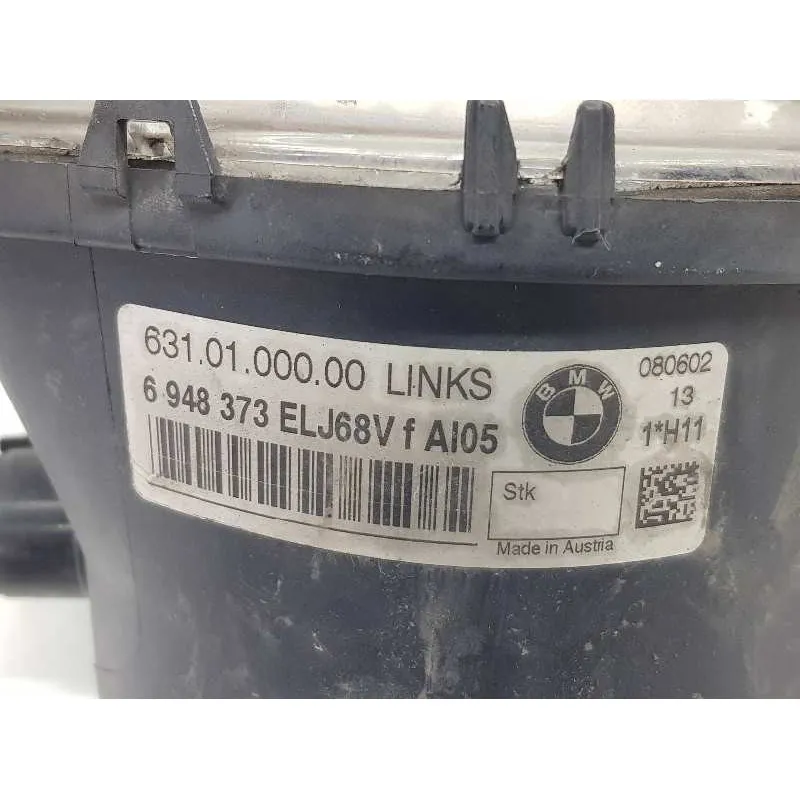 631.01.000.00 LINKS
6 948 373 ELJ68V f AI05
BMW
080602
13
1*H11
Stk
Made in Austria